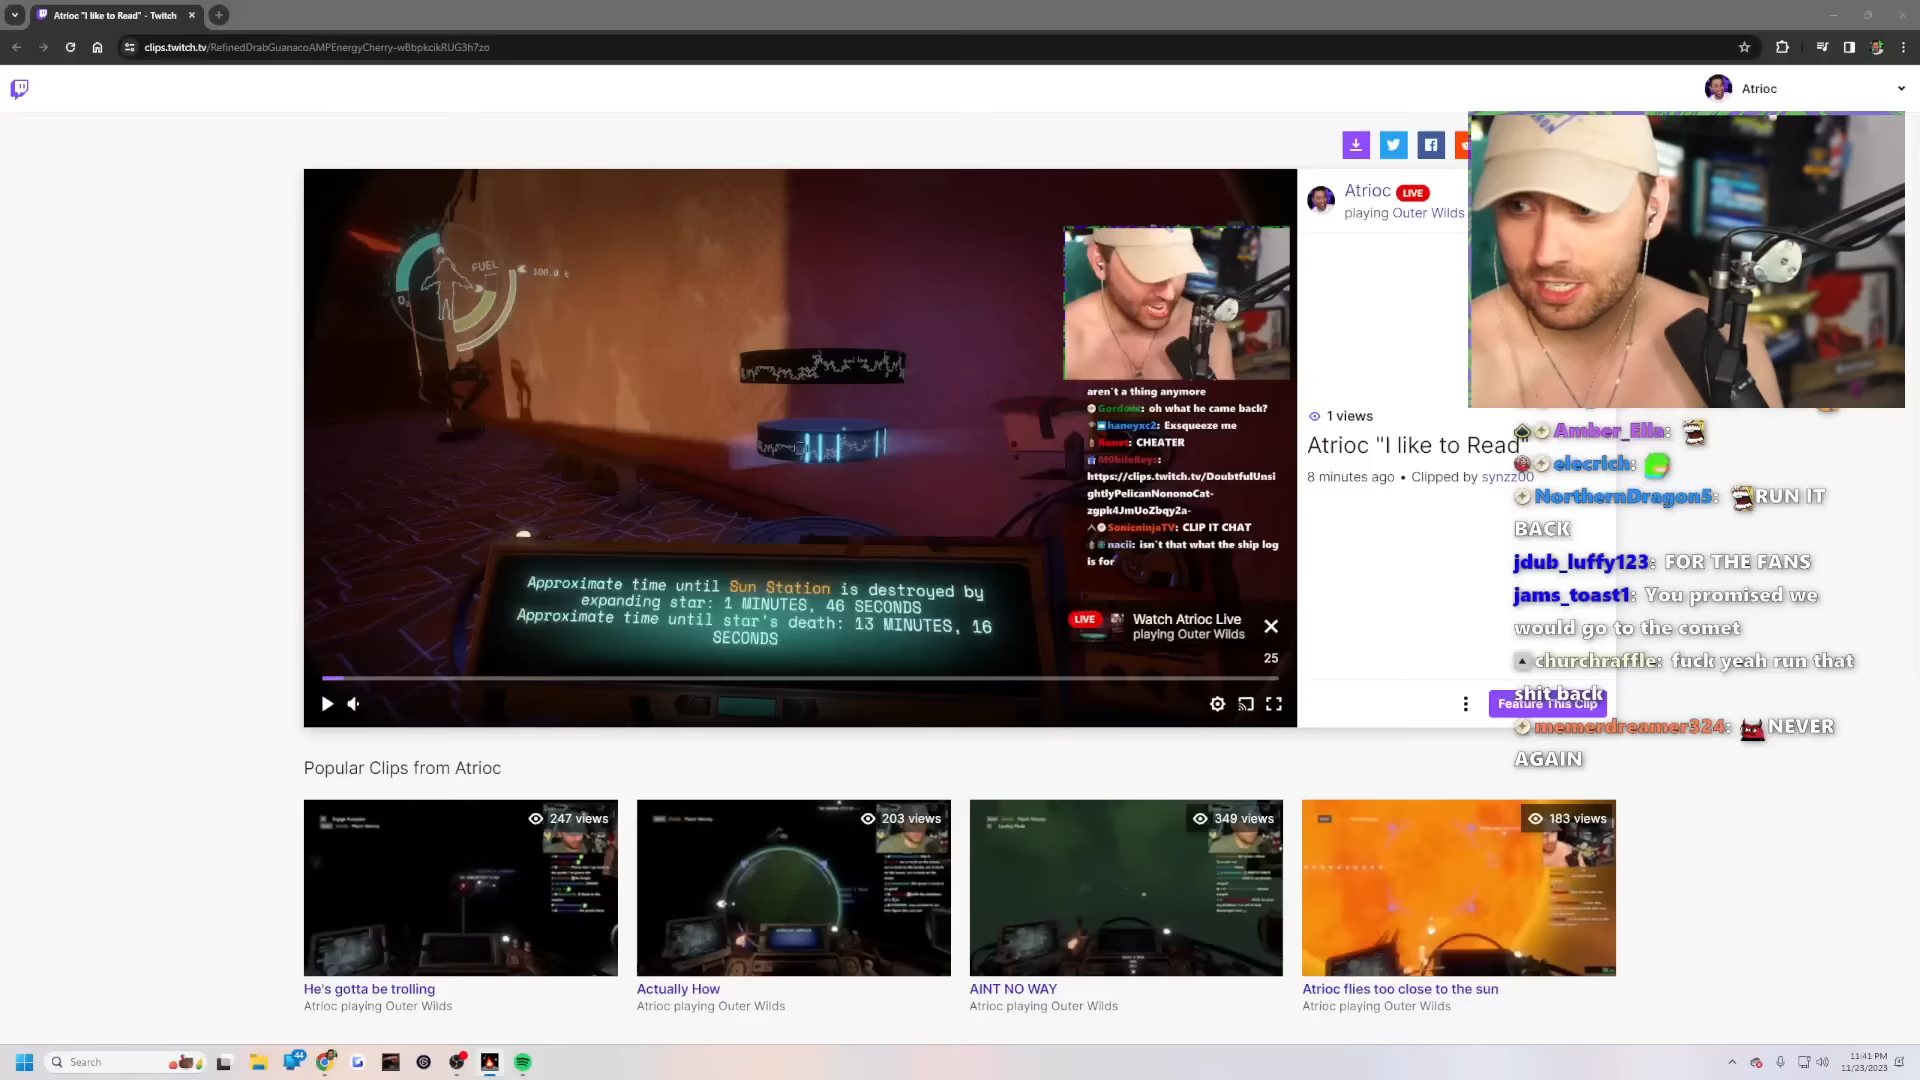 Atrioc "I like to Read" - Twitch
clips.twitch.tv/RefinedDrabGuanacoAMPEnergyCherry-wBbpkcikRUG3h7zo
Atrioc
Atrioc LIVE
playing Outer Wilds
FUEL
100.0
O₂
aren't a thing anymore
oh what he came back?
haneyxc2: Exsqueeze me
Konet: CHEATER
M0bileKeys:
https://clips.twitch.tv/DoubtfulUnsi
ghtlyPelicanNononoCat-
zgpk4JmUoZbqy2a-
SonicninjaTV: CLIP IT CHAT
nacii: isn't that what the ship log
is for
Approximate time until Sun Station is destroyed by
expanding star: 1 MINUTES, 46 SECONDS
Approximate time until star's death: 13 MINUTES, 16
SECONDS
LIVE
Watch Atrioc Live
playing Outer Wilds
25
1 views
Atrioc "I like to Read"
8 minutes ago • Clipped by synzz00
Feature This Clip
Amber_Ella:
elecrich:
NorthernDragon5: RUN IT
BACK
jdub_luffy123: FOR THE FANS
jams_toast1: You promised we
would go to the comet
churchraffle: fuck yeah run that
shit back
memerdreamer324: NEVER
AGAIN
Popular Clips from Atrioc
247 views
He's gotta be trolling
Atrioc playing Outer Wilds
203 views
Actually How
Atrioc playing Outer Wilds
349 views
AINT NO WAY
Atrioc playing Outer Wilds
183 views
Atrioc flies too close to the sun
Atrioc playing Outer Wilds
Search
44
11:41 PM
11/23/2023